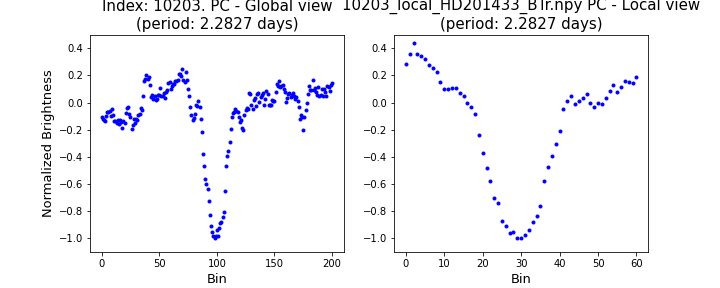 Index: 10203. PC - Global view
(period: 2.2827 days)
10203_local_HD201433_BTr.npy PC - Local view
(period: 2.2827 days)
Normalized Brightness
0.4
0.2
0.0
−0.2
−0.4
−0.6
−0.8
−1.0
0 50 100 150 200
Bin
0.4
0.2
0.0
−0.2
−0.4
−0.6
−0.8
−1.0
0 10 20 30 40 50 60
Bin